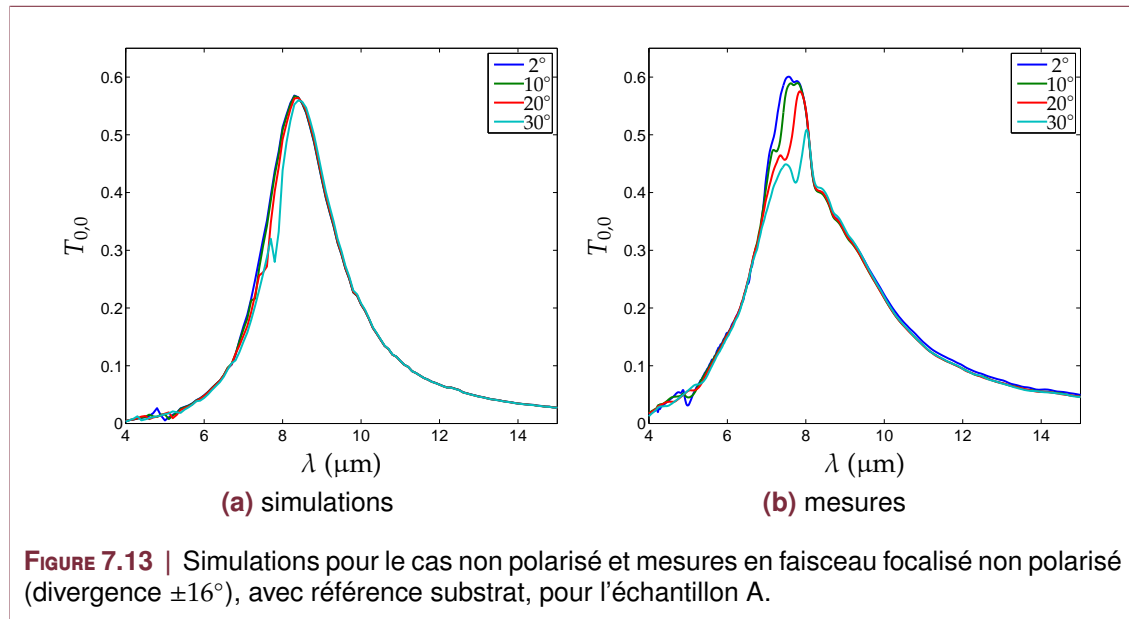 2°
10°
20°
30°
0.6
0.5
0.4
0.3
0.2
0.1
0
T0,0
4 6 8 10 12 14
λ (µm)
(a) simulations
2°
10°
20°
30°
0.6
0.5
0.4
0.3
0.2
0.1
0
T0,0
4 6 8 10 12 14
λ (µm)
(b) mesures
FIGURE 7.13 | Simulations pour le cas non polarisé et mesures en faisceau focalisé non polarisé
(divergence ±16°), avec référence substrat, pour l'échantillon A.